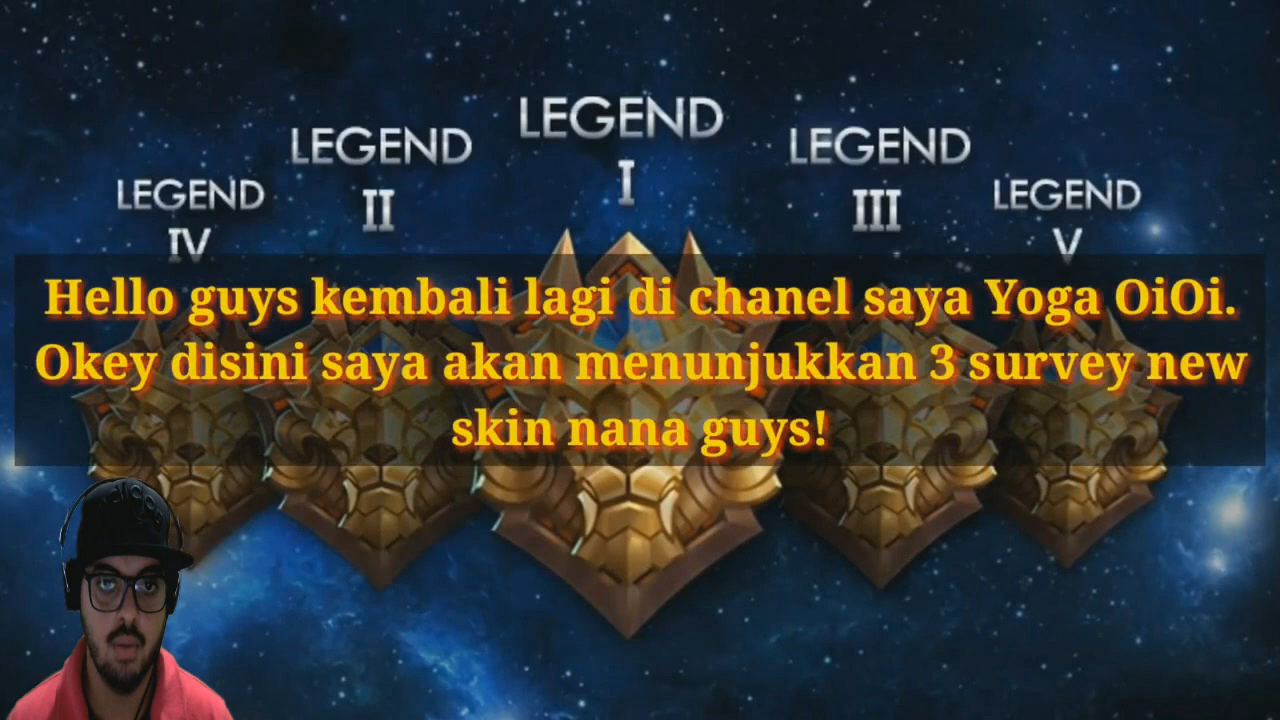 LEGEND
I
LEGEND
II
LEGEND
III
LEGEND
IV
LEGEND
V
Hello guys kembali lagi di chanel saya Yoga OiOi.
Okey disini saya akan menunjukkan 3 survey new
skin nana guys!